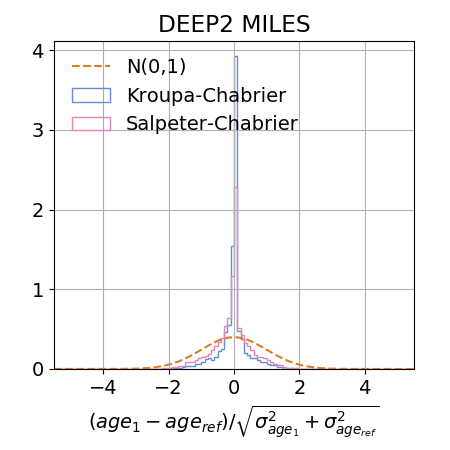 DEEP2 MILES
N(0,1)
Kroupa-Chabrier
Salpeter-Chabrier
4
3
2
1
0
−4 −2 0 2 4
(age₁ − age_ref)/√(σ²_age₁ + σ²_age_ref)